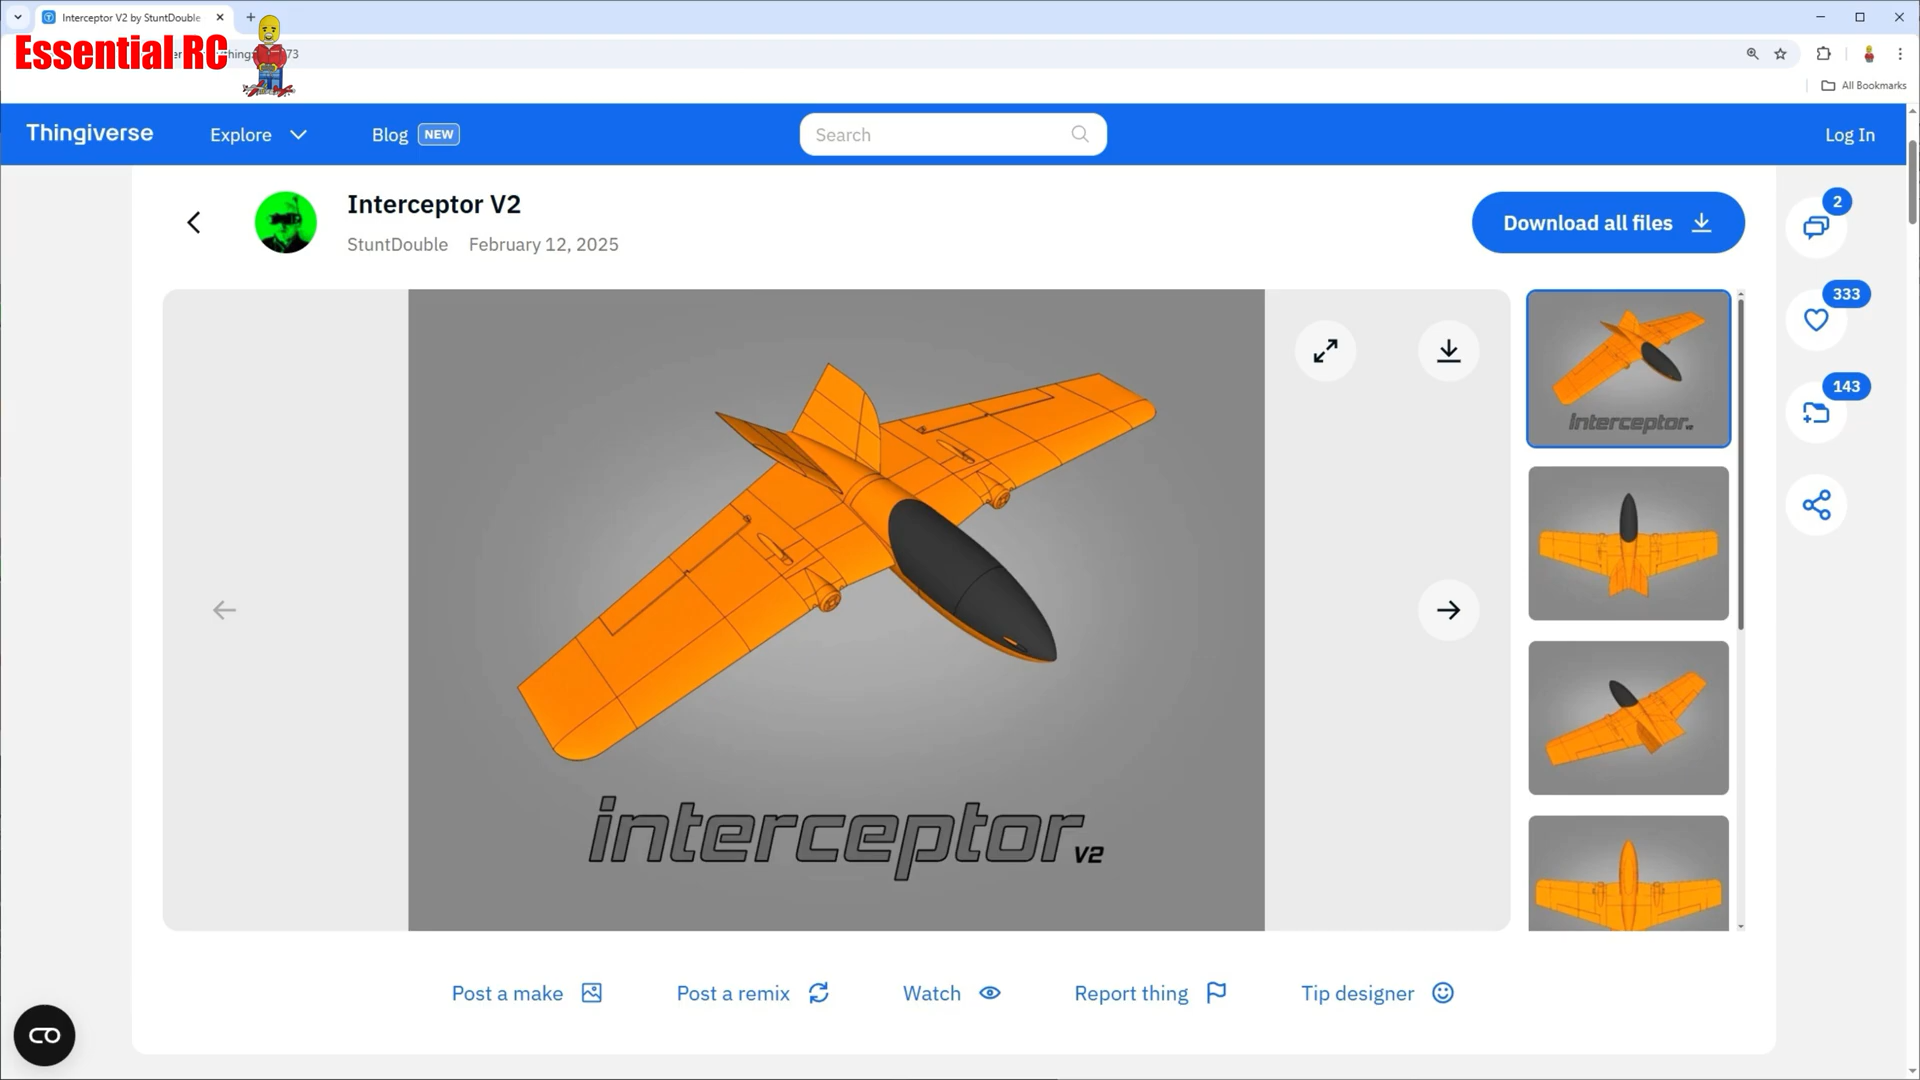 Interceptor V2 by StuntDouble
Essential RC
thing
73
All Bookmarks
Thingiverse
Explore
Blog
NEW
Search
Log In
Interceptor V2
StuntDouble
February 12, 2025
Download all files
2
333
143
interceptor V2
interceptor
Post a make
Post a remix
Watch
Report thing
Tip designer